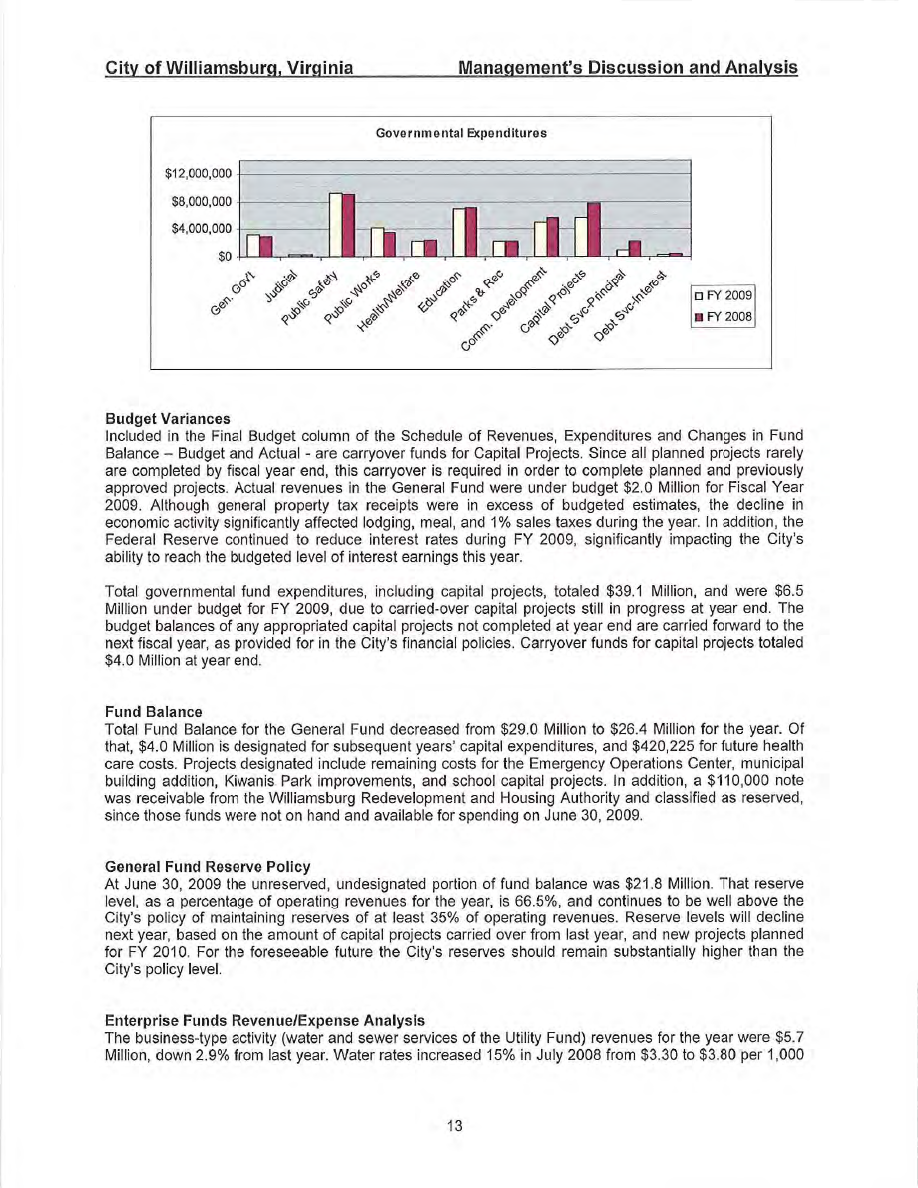 City of Williamsburg, Virginia Management's Discussion and Analysis
Governmental Expenditures
$12,000,000
$8,000,000
$4,000,000
$0
Gen. Gov't
Judicial
Public Safety
Public Works
Health/Welfare
Education
Parks & Rec
Comm. Development
Capital Projects
Debt Svc-Principal
Debt Svc-Interest
FY 2009
FY 2008
Budget Variances
Included in the Final Budget column of the Schedule of Revenues, Expenditures and Changes in Fund
Balance – Budget and Actual - are carryover funds for Capital Projects. Since all planned projects rarely
are completed by fiscal year end, this carryover is required in order to complete planned and previously
approved projects. Actual revenues in the General Fund were under budget $2.0 Million for Fiscal Year
2009. Although general property tax receipts were in excess of budgeted estimates, the decline in
economic activity significantly affected lodging, meal, and 1% sales taxes during the year. In addition, the
Federal Reserve continued to reduce interest rates during FY 2009, significantly impacting the City's
ability to reach the budgeted level of interest earnings this year.
Total governmental fund expenditures, including capital projects, totaled $39.1 Million, and were $6.5
Million under budget for FY 2009, due to carried-over capital projects still in progress at year end. The
budget balances of any appropriated capital projects not completed at year end are carried forward to the
next fiscal year, as provided for in the City's financial policies. Carryover funds for capital projects totaled
$4.0 Million at year end.
Fund Balance
Total Fund Balance for the General Fund decreased from $29.0 Million to $26.4 Million for the year. Of
that, $4.0 Million is designated for subsequent years' capital expenditures, and $420,225 for future health
care costs. Projects designated include remaining costs for the Emergency Operations Center, municipal
building addition, Kiwanis Park improvements, and school capital projects. In addition, a $110,000 note
was receivable from the Williamsburg Redevelopment and Housing Authority and classified as reserved,
since those funds were not on hand and available for spending on June 30, 2009.
General Fund Reserve Policy
At June 30, 2009 the unreserved, undesignated portion of fund balance was $21.8 Million. That reserve
level, as a percentage of operating revenues for the year, is 66.5%, and continues to be well above the
City's policy of maintaining reserves of at least 35% of operating revenues. Reserve levels will decline
next year, based on the amount of capital projects carried over from last year, and new projects planned
for FY 2010. For the foreseeable future the City's reserves should remain substantially higher than the
City's policy level.
Enterprise Funds Revenue/Expense Analysis
The business-type activity (water and sewer services of the Utility Fund) revenues for the year were $5.7
Million, down 2.9% from last year. Water rates increased 15% in July 2008 from $3.30 to $3.80 per 1,000
13